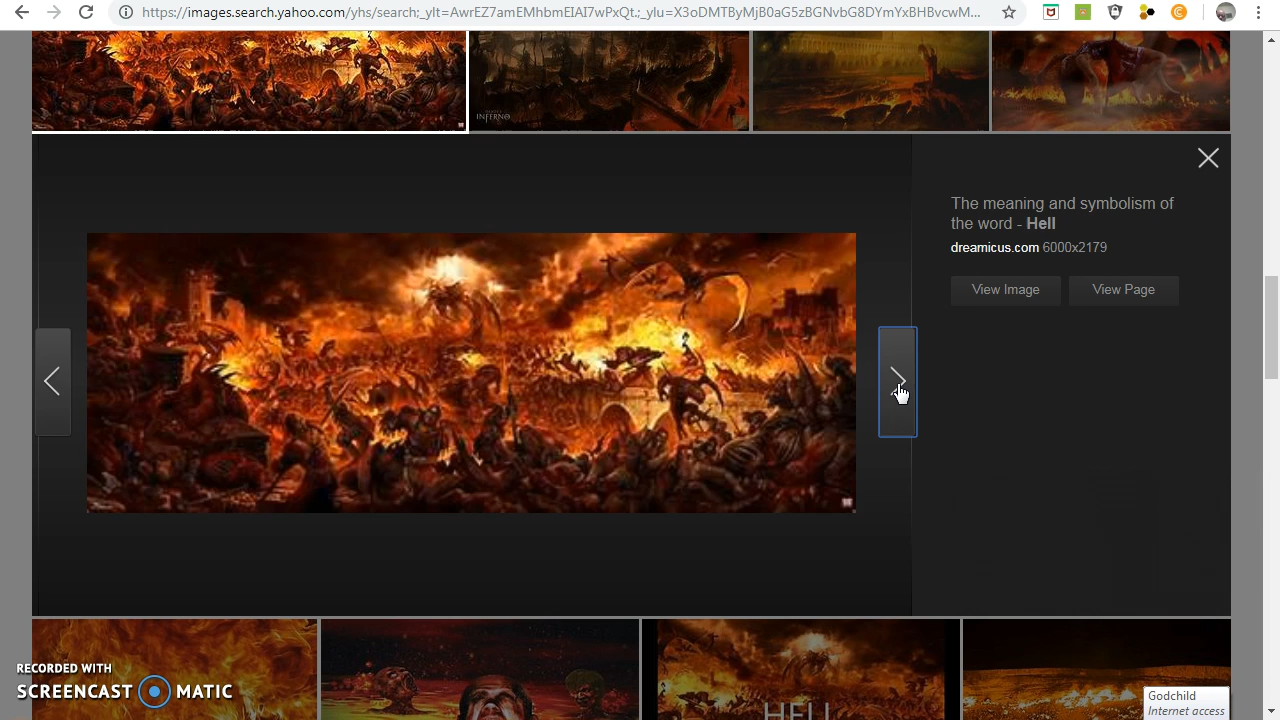 https://images.search.yahoo.com/yhs/search;_ylt=AwrEZ7amEMhbmEIAI7wPxQt.;_ylu=X3oDMTByMjB0aG5zBGNvbG8DYmYxBHBvcwM...
INFERNO
The meaning and symbolism of
the word - Hell
dreamicus.com 6000x2179
View Image View Page
RECORDED WITH
SCREENCAST MATIC
HELL
Godchild
Internet access